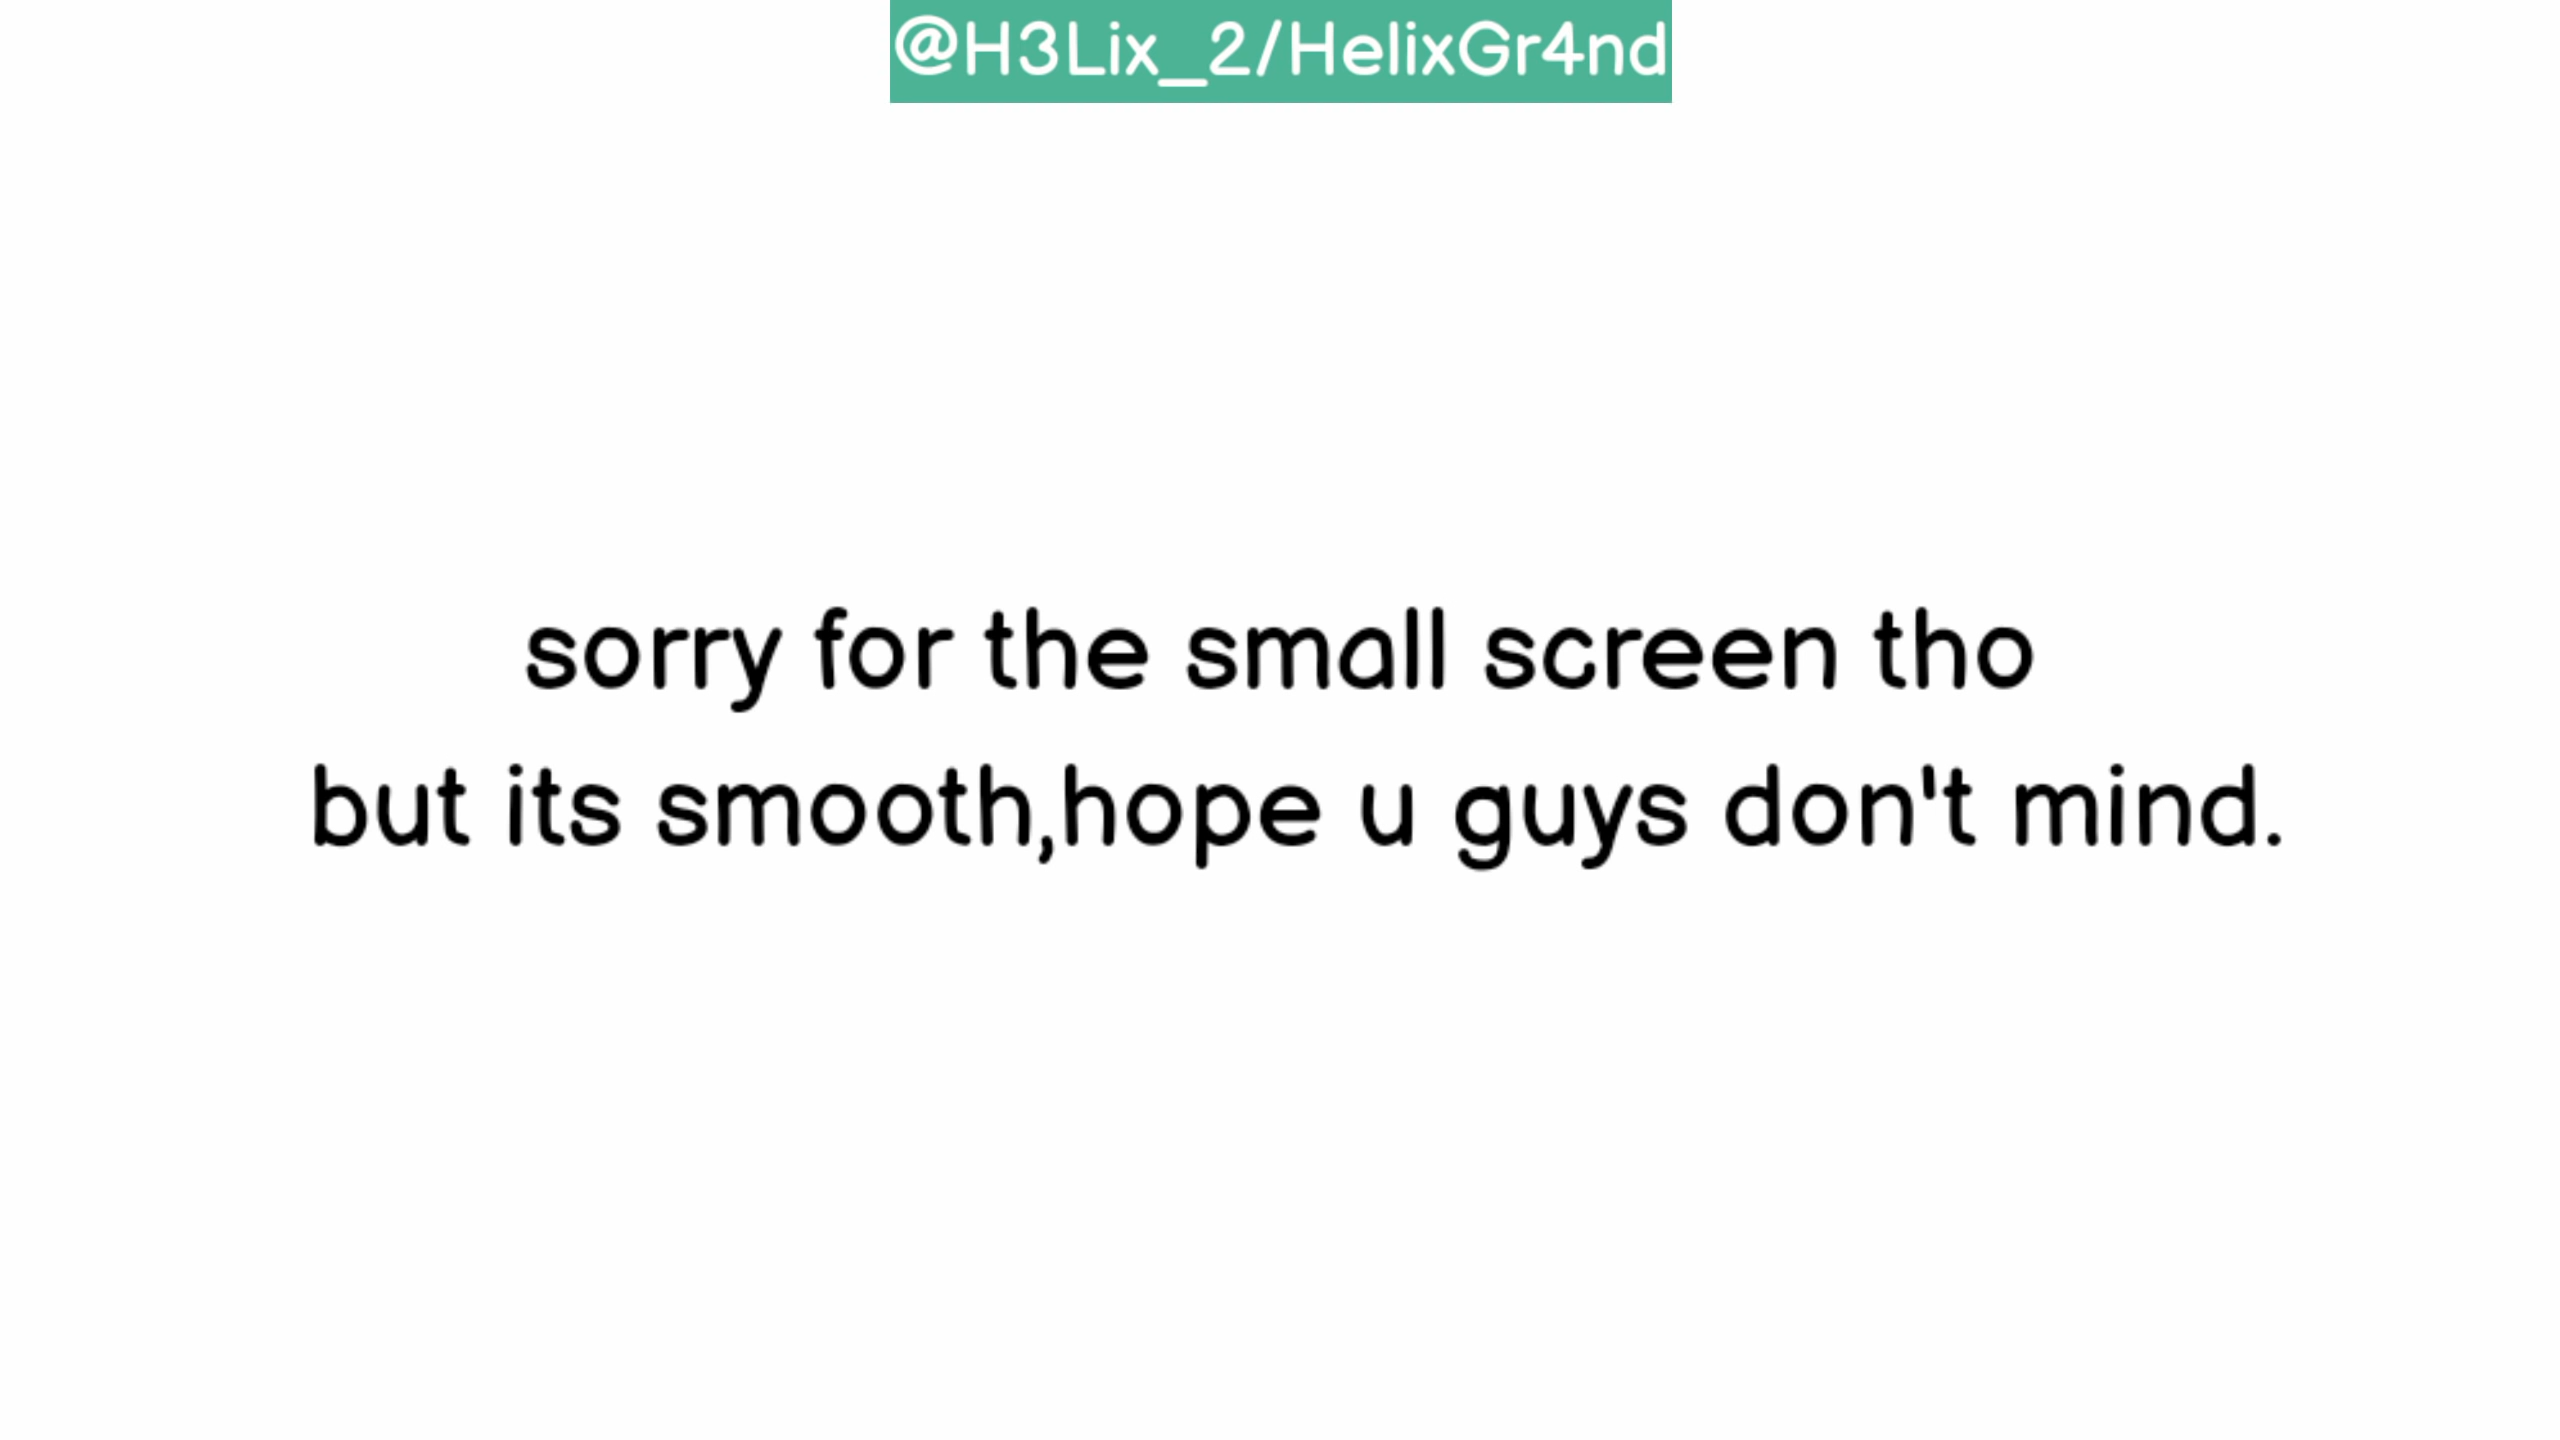 @H3Lix_2/HelixGr4nd
sorry for the small screen tho
but its smooth,hope u guys don't mind.